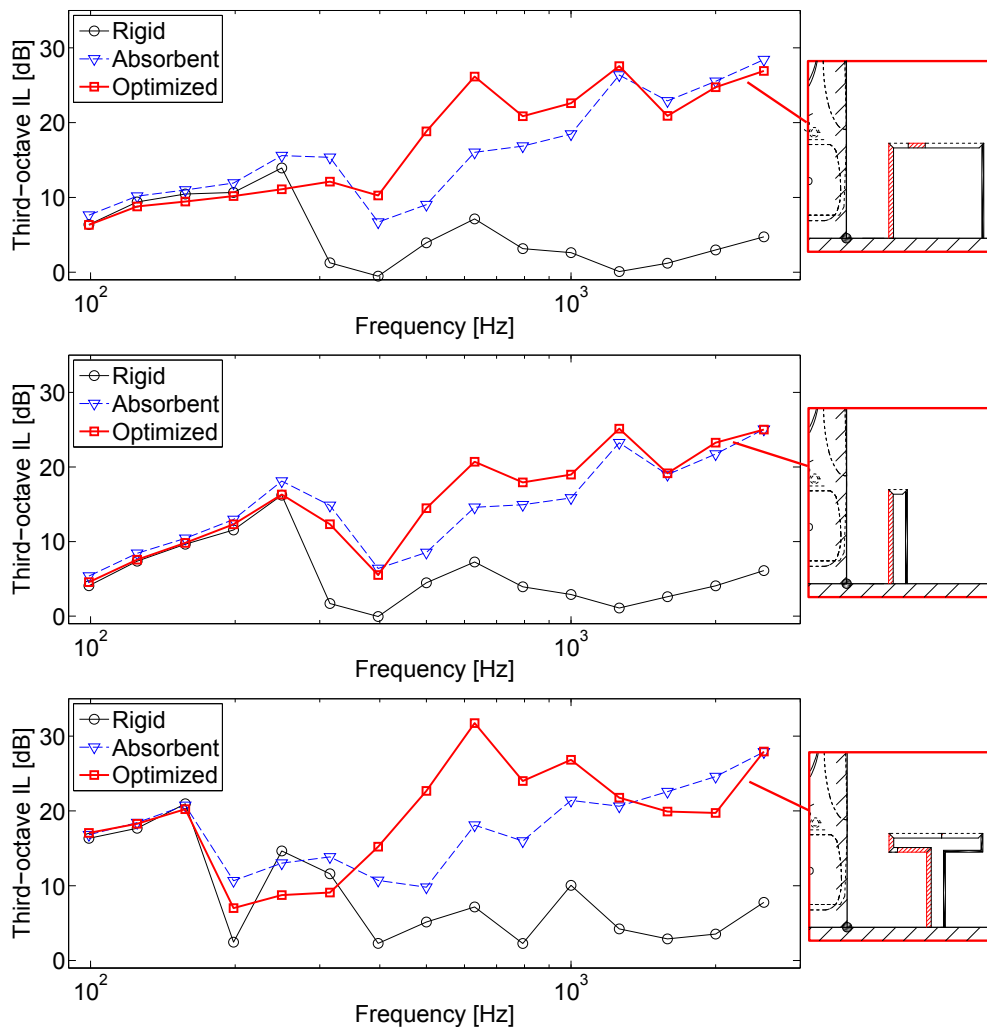 Third-octave IL [dB]
30
20
10
0
Rigid
Absorbent
Optimized
10²
10³
Frequency [Hz]
Third-octave IL [dB]
30
20
10
0
Rigid
Absorbent
Optimized
10²
10³
Frequency [Hz]
Third-octave IL [dB]
30
20
10
0
Rigid
Absorbent
Optimized
10²
10³
Frequency [Hz]